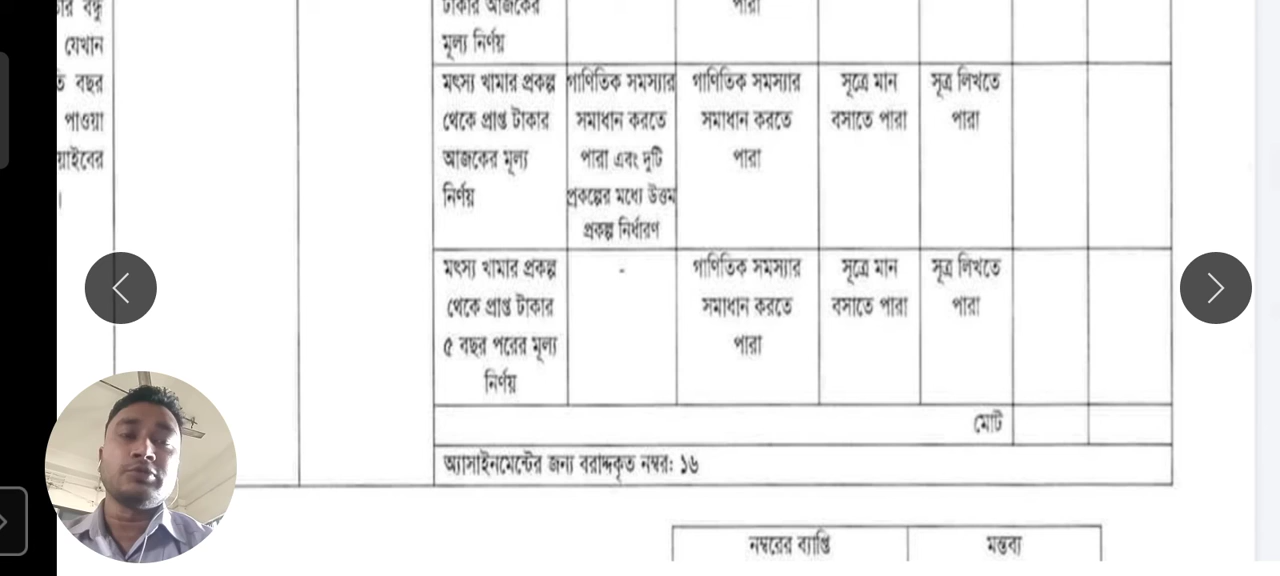 যেখান
বছর
পাওয়া
টাকার আজকের
মূল্য নির্ণয়
পারা
মৎস্য খামার প্রকল্প
থেকে প্রাপ্ত টাকার
আজকের মূল্য
নির্ণয়
গাণিতিক সমস্যার
সমাধান করতে
পারা এবং দুটি
প্রকল্পের মধ্যে উত্তম
প্রকল্প নির্ধারণ
গাণিতিক সমস্যার
সমাধান করতে
পারা
সূত্রে মান
বসাতে পারা
সূত্র লিখতে
পারা
মৎস্য খামার প্রকল্প
থেকে প্রাপ্ত টাকার
৫ বছর পরের মূল্য
নির্ণয়
-
গাণিতিক সমস্যার
সমাধান করতে
পারা
সূত্রে মান
বসাতে পারা
সূত্র লিখতে
পারা
মোট
অ্যাসাইনমেন্টের জন্য বরাদ্দকৃত নম্বরঃ ১৬
নম্বরের ব্যাপ্তি
মন্তব্য